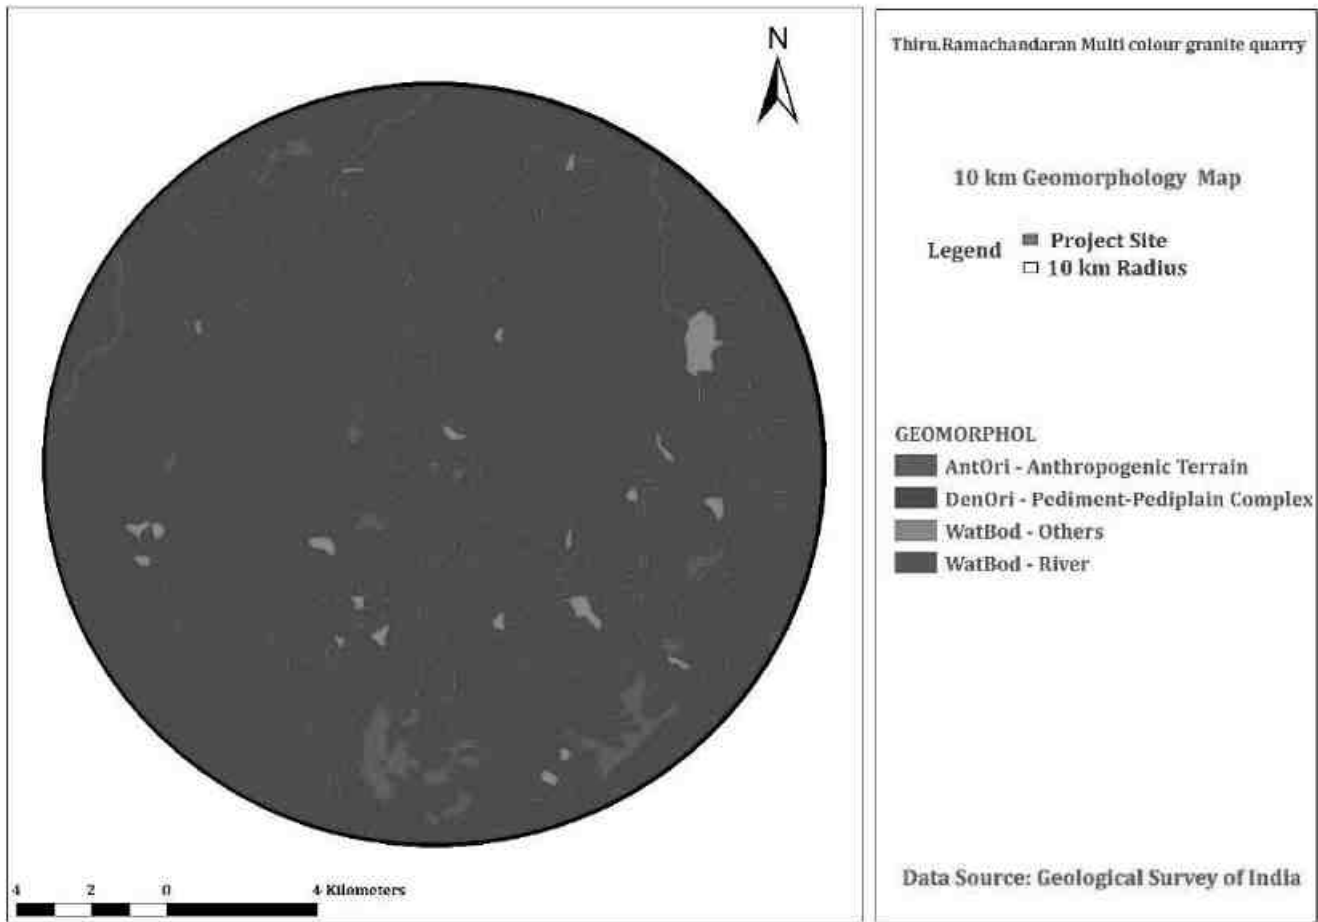 N
Thiru.Ramachandaran Multi colour granite quarry
10 km Geomorphology Map
Legend
Project Site
10 km Radius
GEOMORPHOL
AntOri - Anthropogenic Terrain
DenOri - Pediment-Pediplain Complex
WatBod - Others
WatBod - River
4 2 0 4 Kilometers
Data Source: Geological Survey of India